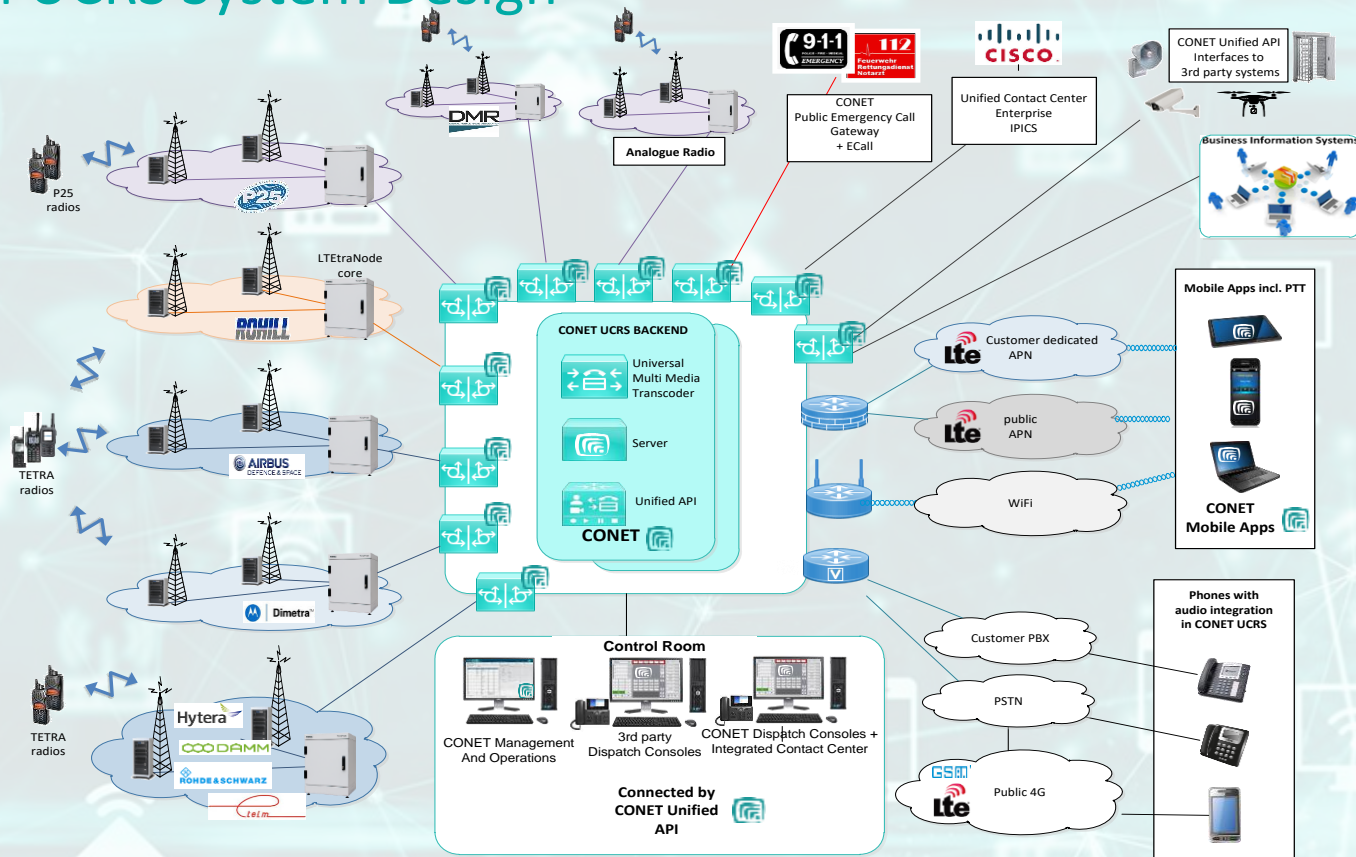 UCRS System Design
DMR
Analogue Radio
9-1-1
POLICE • FIRE • MEDICAL
EMERGENCY
112
Feuerwehr
Rettungsdienst
Notarzt
CONET
Public Emergency Call
Gateway
+ ECall
CISCO
Unified Contact Center
Enterprise
IPICS
CONET Unified API
Interfaces to
3rd party systems
Business Information Systems
P25
radios
P25
LTEtraNode
core
ROHILL
TETRA
radios
AIRBUS
DEFENCE & SPACE
Dimetra
TETRA
radios
Hytera
DAMM
ROHDE & SCHWARZ
telm
CONET UCRS BACKEND
Universal
Multi Media
Transcoder
Server
Unified API
CONET
Control Room
CONET Management
And Operations
3rd party
Dispatch Consoles
CONET Dispatch Consoles +
Integrated Contact Center
Connected by
CONET Unified
API
Lte
Customer dedicated
APN
Lte
public
APN
WiFi
V
Mobile Apps incl. PTT
CONET
Mobile Apps
Customer PBX
PSTN
GSM
Lte
Public 4G
Phones with
audio integration
in CONET UCRS